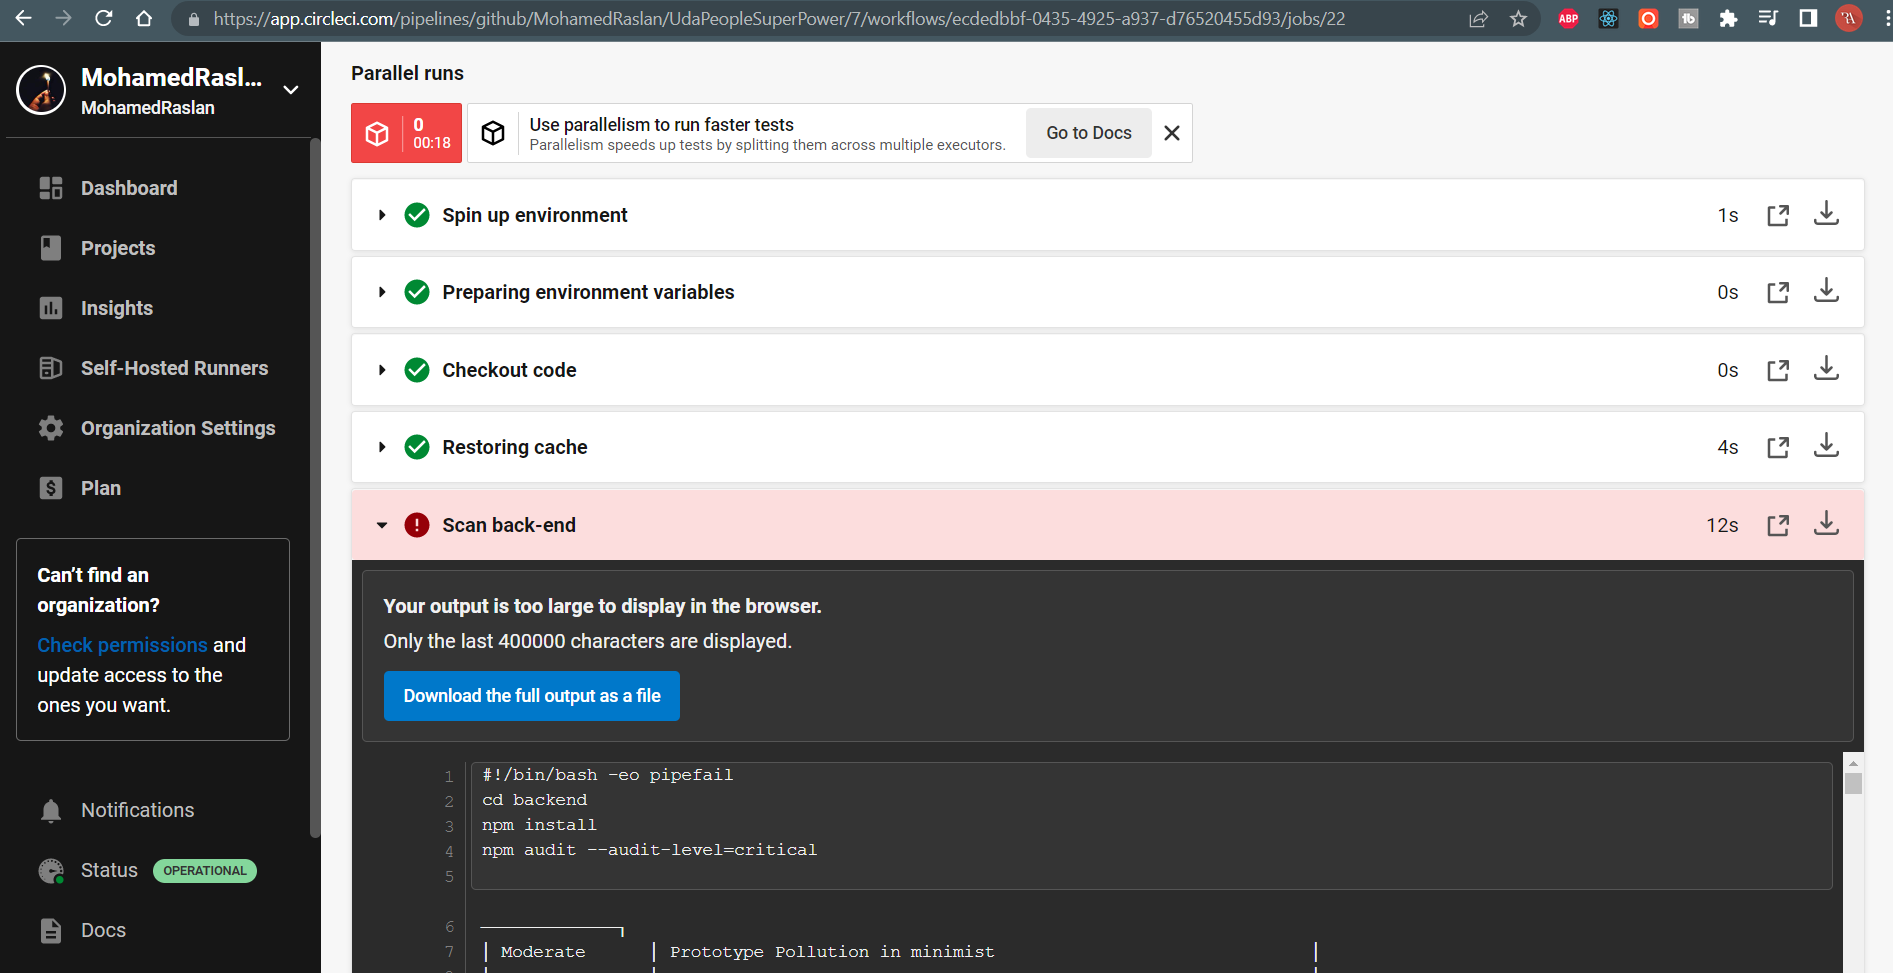 https://app.circleci.com/pipelines/github/MohamedRaslan/UdaPeopleSuperPower/7/workflows/ecdedbbf-0435-4925-a937-d76520455d93/jobs/22
ABP
MohamedRasl...
MohamedRaslan
Dashboard
Projects
Insights
Self-Hosted Runners
Organization Settings
Plan
Can't find an
organization?
Check permissions and
update access to the
ones you want.
Notifications
Status OPERATIONAL
Docs
Parallel runs
0
00:18
Use parallelism to run faster tests
Parallelism speeds up tests by splitting them across multiple executors.
Go to Docs
Spin up environment 1s
Preparing environment variables 0s
Checkout code 0s
Restoring cache 4s
Scan back-end 12s
Your output is too large to display in the browser.
Only the last 400000 characters are displayed.
Download the full output as a file
1 #!/bin/bash -eo pipefail
2 cd backend
3 npm install
4 npm audit --audit-level=critical
5
6
7 │ Moderate │ Prototype Pollution in minimist │